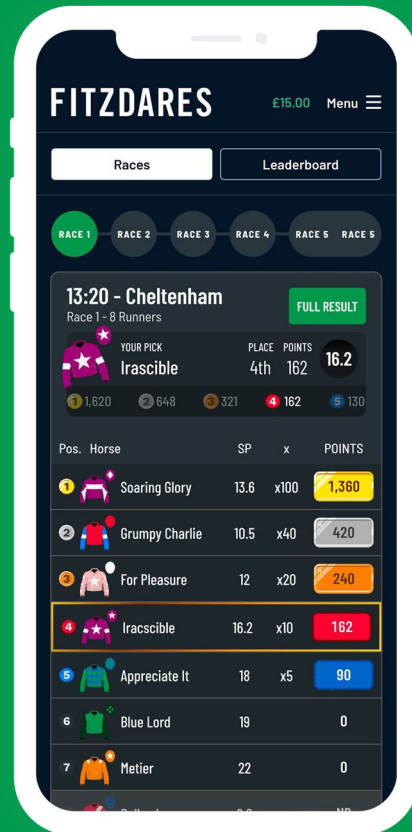 FITZDARES £15.00 Menu
Races Leaderboard
RACE 1 RACE 2 RACE 3 RACE 4 RACE 5 RACE 5
13:20 - Cheltenham
Race 1 - 8 Runners
FULL RESULT
YOUR PICK PLACE POINTS
Irascible 4th 162 16.2
1 1,620 2 648 3 321 4 162 5 130
Pos. Horse SP x POINTS
1 Soaring Glory 13.6 x100 1,360
2 Grumpy Charlie 10.5 x40 420
3 For Pleasure 12 x20 240
4 Iracscible 16.2 x10 162
5 Appreciate It 18 x5 90
6 Blue Lord 19 0
7 Metier 22 0